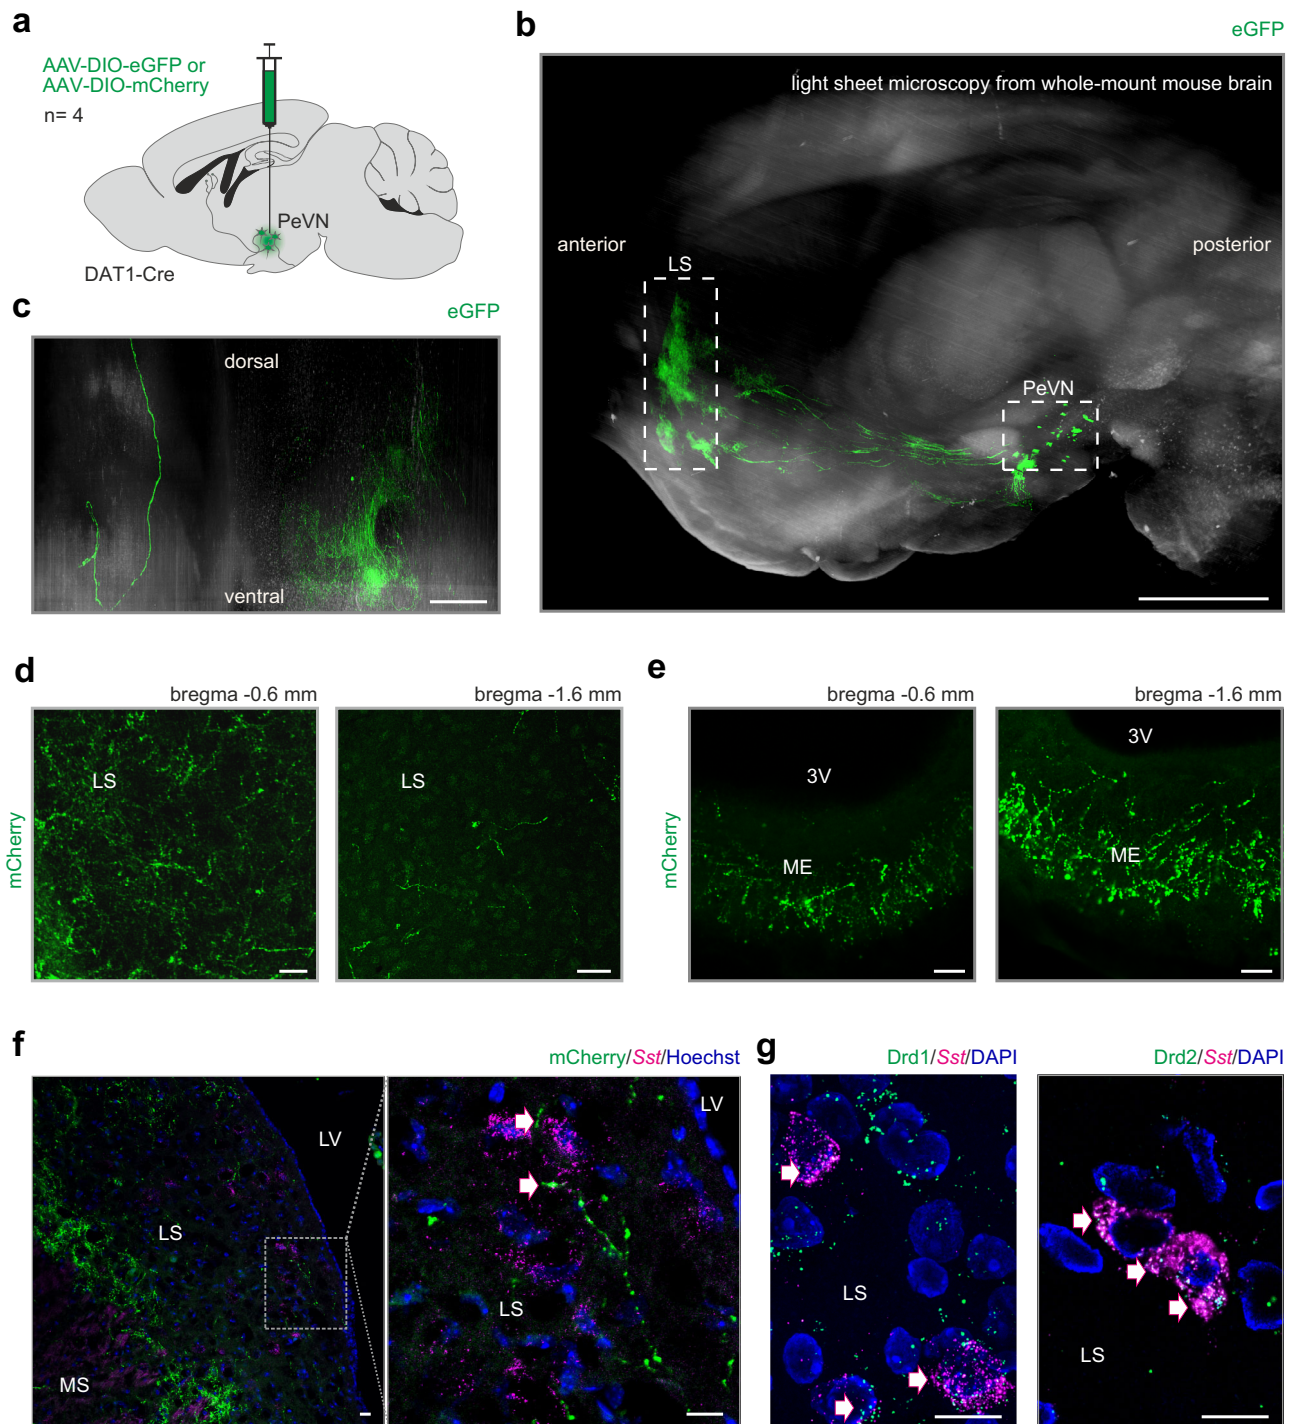 a
AAV-DIO-eGFP or
AAV-DIO-mCherry
n= 4
PeVN
DAT1-Cre
b
eGFP
light sheet microscopy from whole-mount mouse brain
anterior
posterior
LS
PeVN
c
eGFP
dorsal
ventral
d
bregma -0.6 mm
bregma -1.6 mm
mCherry
LS
LS
e
bregma -0.6 mm
bregma -1.6 mm
mCherry
3V
ME
3V
ME
f
mCherry/Sst/Hoechst
LV
LS
MS
LV
LS
g
Drd1/Sst/DAPI
Drd2/Sst/DAPI
LS
LS